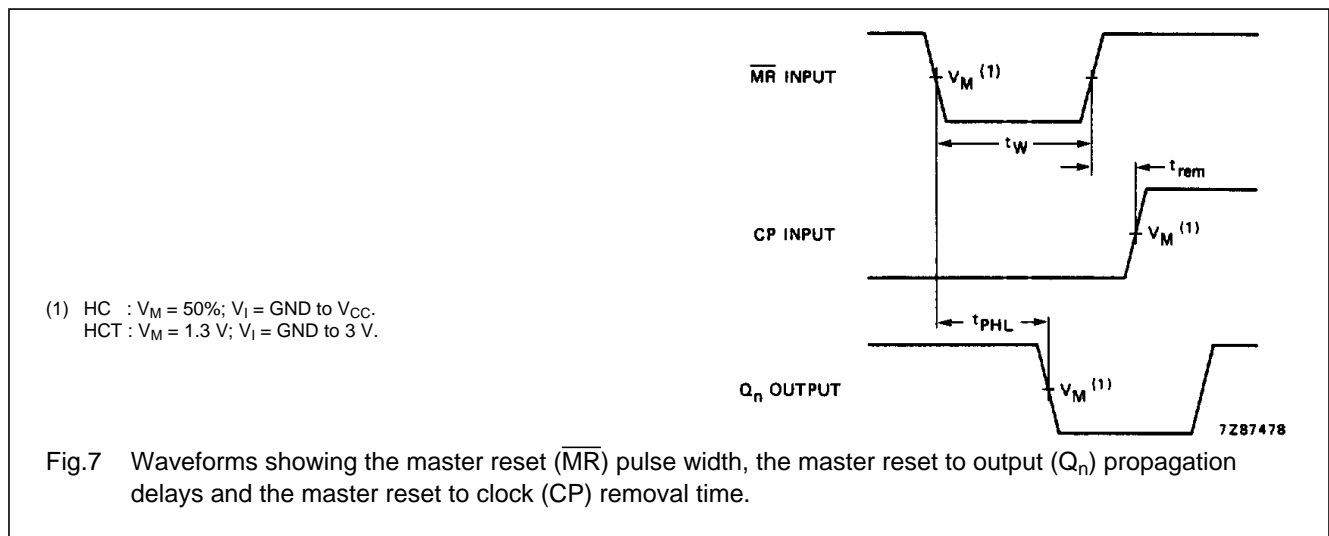 MR INPUT
VM (1)
tW
trem
CP INPUT
VM (1)
(1) HC : VM = 50%; VI = GND to VCC.
HCT : VM = 1.3 V; VI = GND to 3 V.
tPHL
Qn OUTPUT
VM (1)
7Z87478
Fig.7 Waveforms showing the master reset (MR) pulse width, the master reset to output (Qn) propagation
delays and the master reset to clock (CP) removal time.